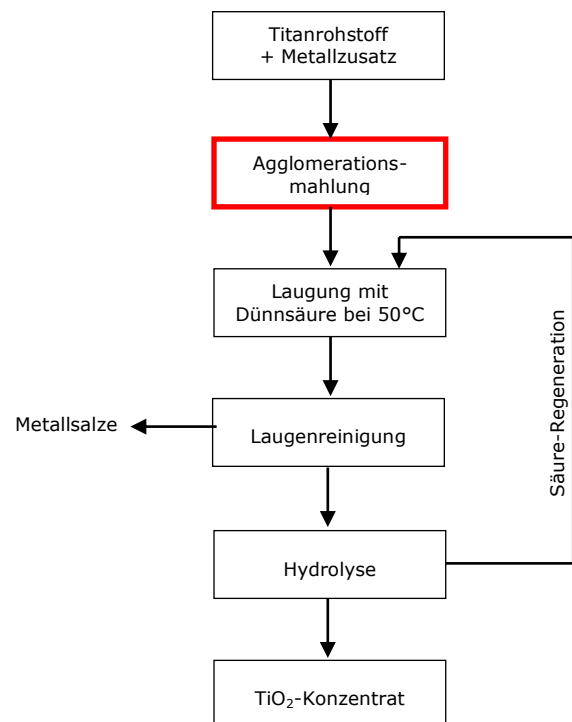 Titanrohstoff
+ Metallzusatz
Agglomerations-
mahlung
Laugung mit
Dünnsäure bei 50°C
Säure-Regeneration
Metallsalze
Laugenreinigung
Hydrolyse
TiO₂-Konzentrat